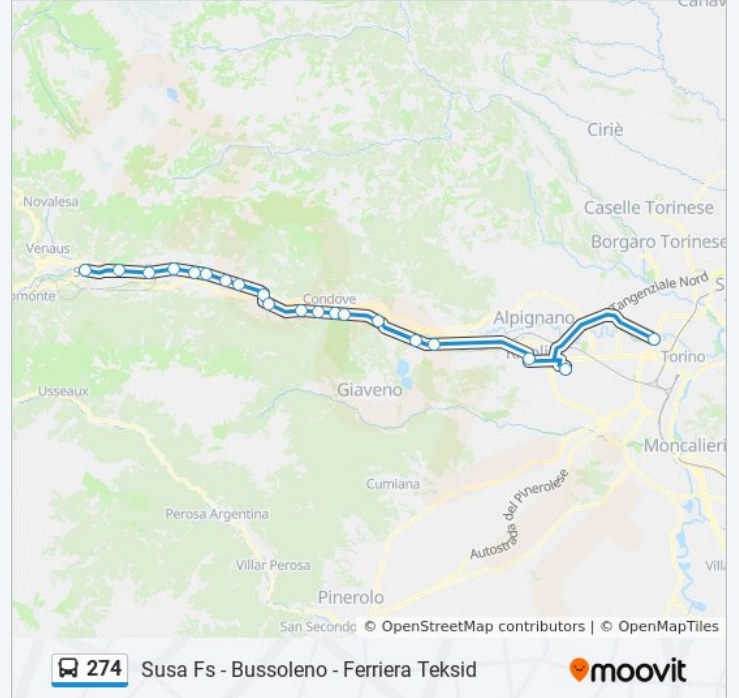 Canav
Ciriè
Novalesa
Caselle Torinese
Venaus
Borgaro Torinese
omonte
Condove
Tangenziale Nord
S
Alpignano
Torino
Usseaux
Giaveno
Moncalieri
Cumiana
Autostrada del Pinerolese
Perosa Argentina
Villar Perosa
Vill
Pinerolo
San Secondo
© OpenStreetMap contributors | © OpenMapTiles
274 Susa Fs - Bussoleno - Ferriera Teksid
moovit